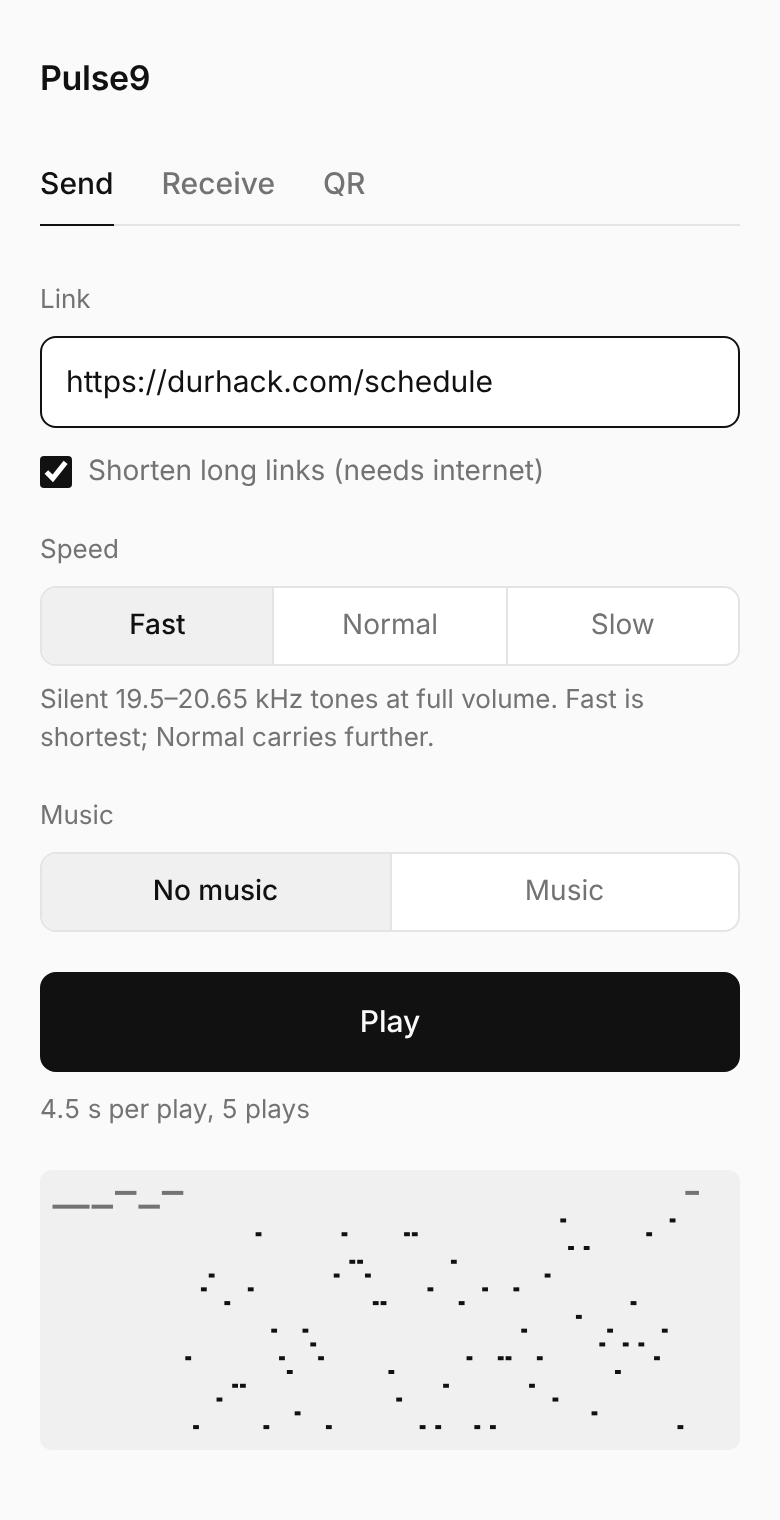 Pulse9
Send Receive QR
Link
https://durhack.com/schedule
Shorten long links (needs internet)
Speed
Fast Normal Slow
Silent 19.5–20.65 kHz tones at full volume. Fast is
shortest; Normal carries further.
Music
No music Music
Play
4.5 s per play, 5 plays